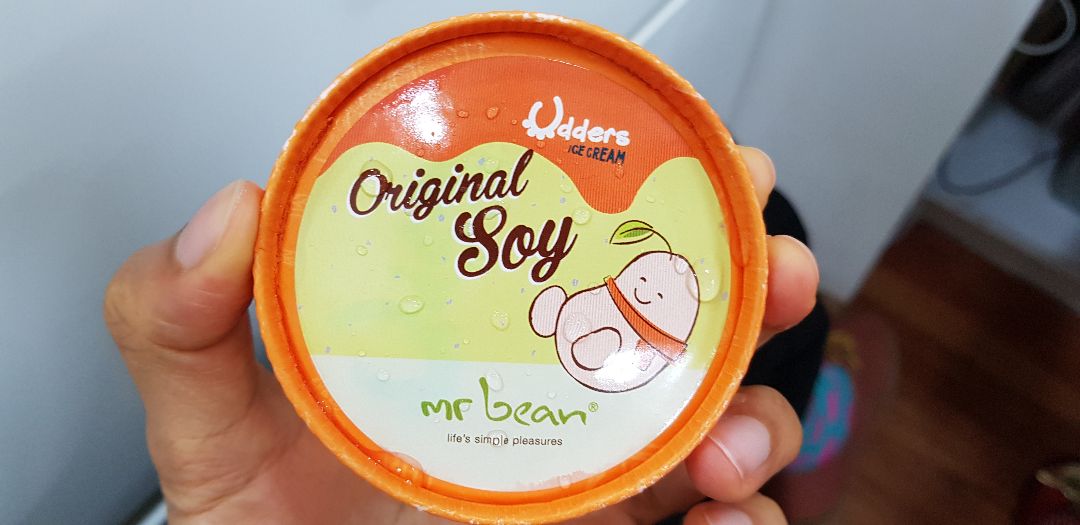 Udders
ICE CREAM
Original
Soy
mr bean®
life's simple pleasures